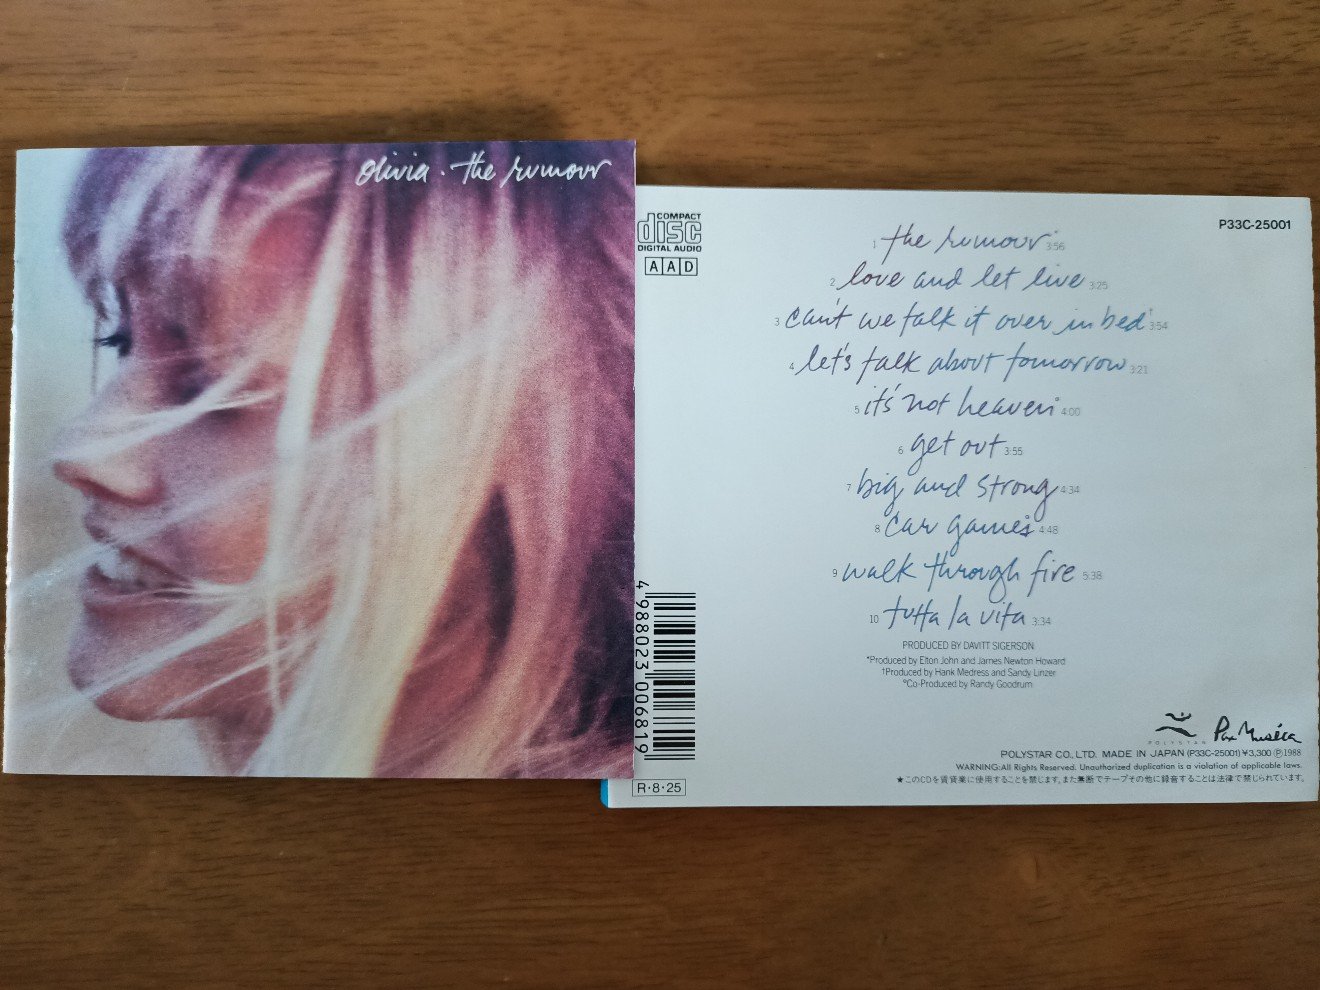 olivia · the rumour
COMPACT
disc
DIGITAL AUDIO
A A D
P33C-25001
1 the rumour* 3:56
2 love and let live 3:25
3 can't we talk it over in bed† 3:54
4 let's talk about tomorrow 3:21
5 it's not heaven° 4:00
6 get out 3:55
7 big and strong 4:34
8 car games 4:48
9 walk through fire 5:38
10 tutta la vita 3:34
PRODUCED BY DAVITT SIGERSON
*Produced by Elton John and James Newton Howard
†Produced by Hank Medress and Sandy Linzer
°Co-Produced by Randy Goodrum
4 988023 006819
R·8·25
POLYSTAR
Pax Musica
POLYSTAR CO., LTD. MADE IN JAPAN (P33C-25001) ¥3,300 Ⓟ1988
WARNING: All Rights Reserved. Unauthorized duplication is a violation of applicable laws.
★このCDを賃貸業に使用することを禁じます。また無断でテープその他に録音することは法律で禁じられています。